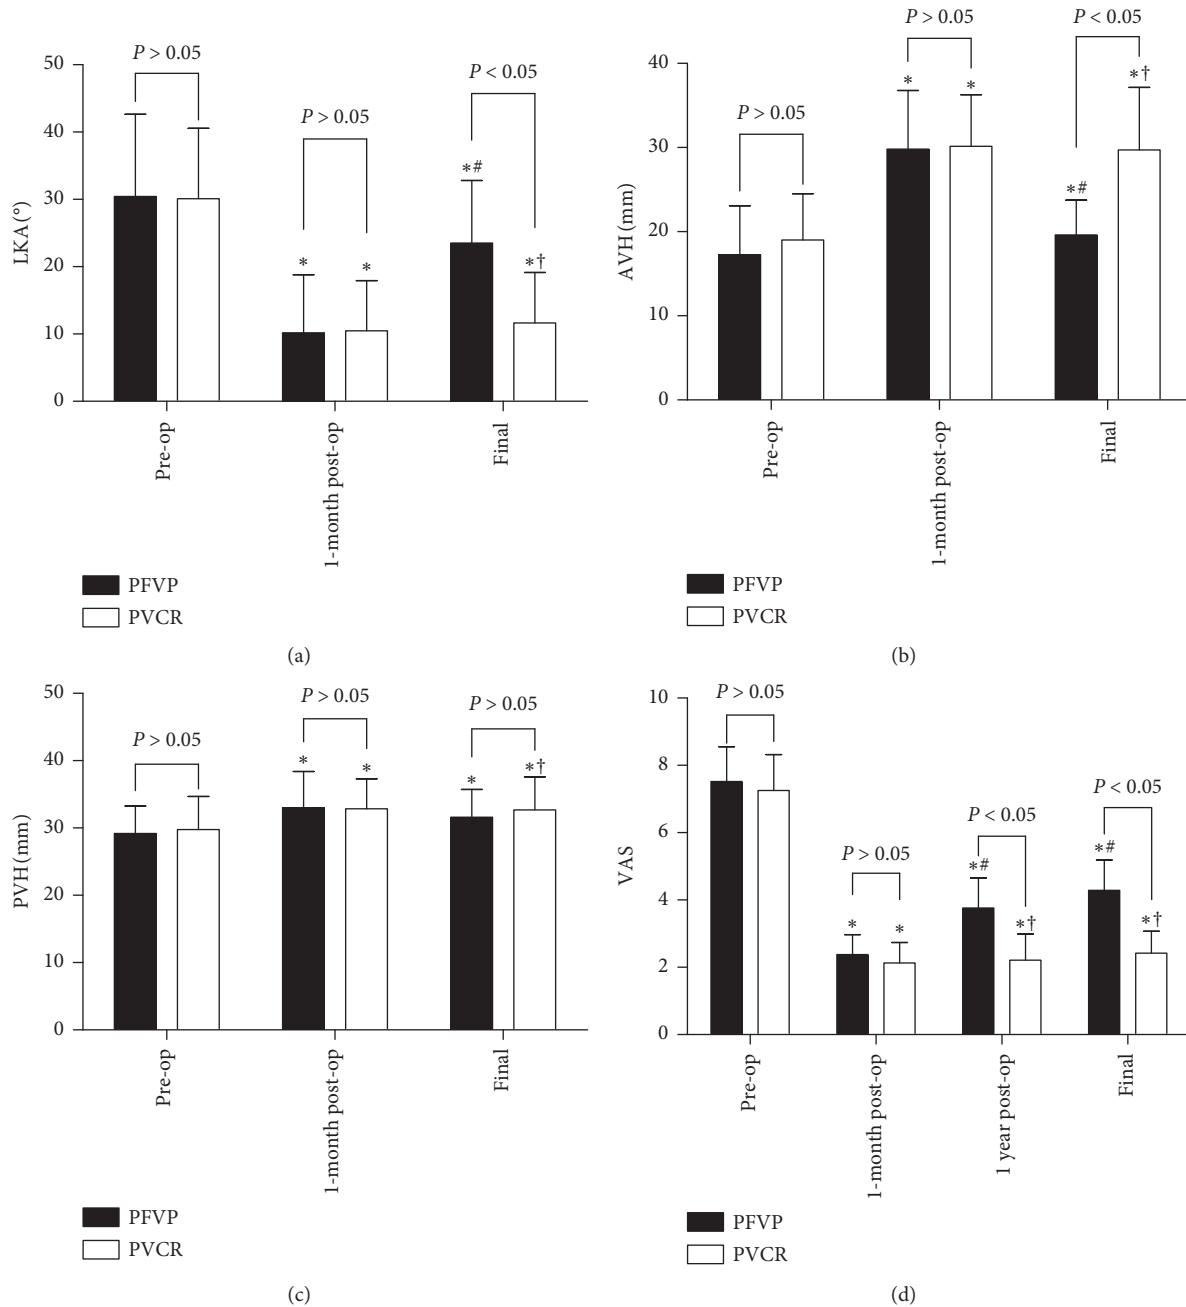 P > 0.05
P > 0.05
P < 0.05
50
40
30
20
10
0
LKA (°)
*
*
*#
*†
Pre-op
1-month post-op
Final
PFVP
PVCR
(a)
P > 0.05
P > 0.05
P < 0.05
40
30
20
10
0
AVH (mm)
*
*
*#
*†
Pre-op
1-month post-op
Final
PFVP
PVCR
(b)
P > 0.05
P > 0.05
P > 0.05
50
40
30
20
10
0
PVH (mm)
*
*
*
*†
Pre-op
1-month post-op
Final
PFVP
PVCR
(c)
P > 0.05
P > 0.05
P < 0.05
P < 0.05
10
8
6
4
2
0
VAS
*
*
*#
*†
*#
*†
Pre-op
1-month post-op
1 year post-op
Final
PFVP
PVCR
(d)